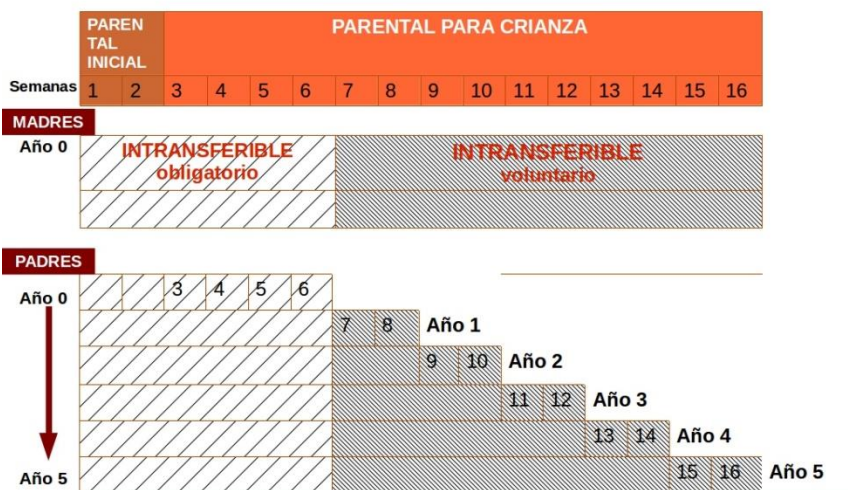 PAREN
TAL
INICIAL
PARENTAL PARA CRIANZA
Semanas 1 2 3 4 5 6 7 8 9 10 11 12 13 14 15 16
MADRES
Año 0
INTRANSFERIBLE
obligatorio
INTRANSFERIBLE
voluntario
PADRES
Año 0 3 4 5 6
7 8 Año 1
9 10 Año 2
11 12 Año 3
13 14 Año 4
Año 5 15 16 Año 5